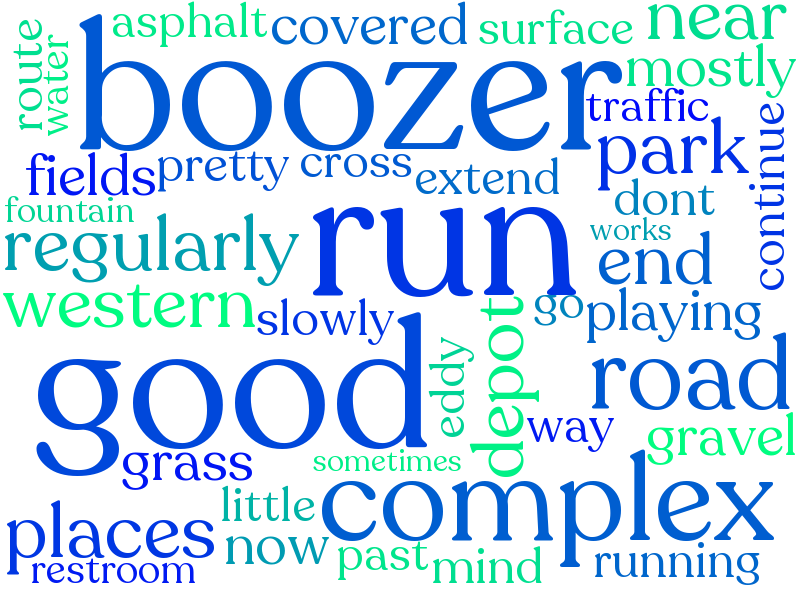 asphalt
covered
surface
near
route
water
boozer
mostly
traffic
park
continue
fields
pretty
cross
extend
dont
fountain
regularly
run
works
end
western
slowly
go
playing
good
eddy
depot
road
way
gravel
grass
sometimes
complex
places
little
now
past
mind
running
restroom